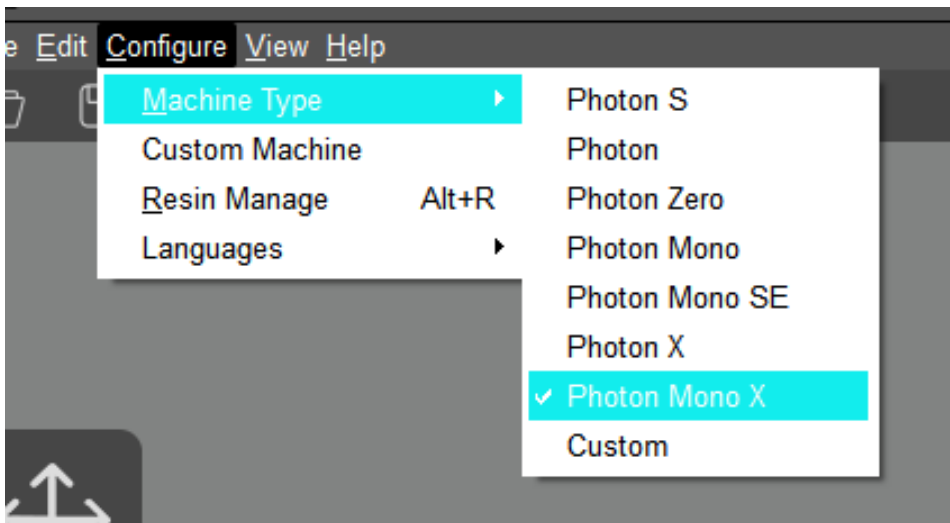 e Edit Configure View Help
Machine Type
Custom Machine
Resin Manage Alt+R
Languages
Photon S
Photon
Photon Zero
Photon Mono
Photon Mono SE
Photon X
Photon Mono X
Custom